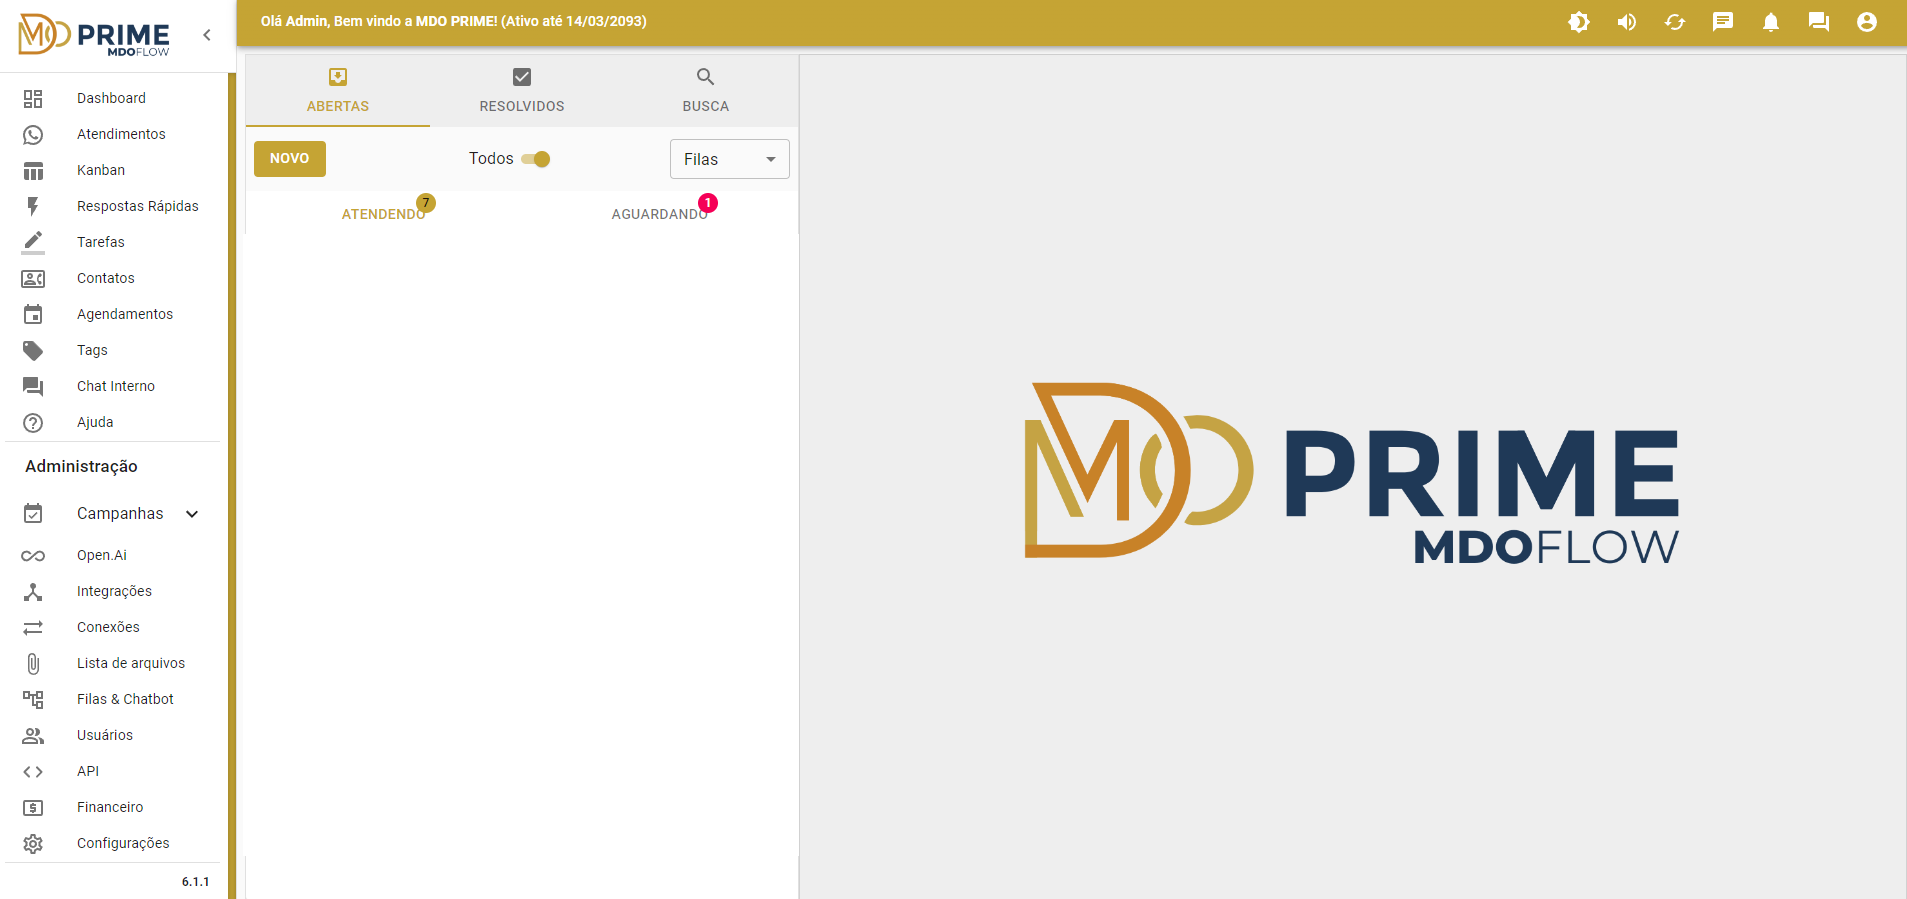 MDO PRIME
MDOFLOW
Olá Admin, Bem vindo a MDO PRIME! (Ativo até 14/03/2093)
Dashboard
Atendimentos
Kanban
Respostas Rápidas
Tarefas
Contatos
Agendamentos
Tags
Chat Interno
Ajuda
Administração
Campanhas
Open.Ai
Integrações
Conexões
Lista de arquivos
Filas & Chatbot
Usuários
API
Financeiro
Configurações
6.1.1
ABERTAS
RESOLVIDOS
BUSCA
NOVO
Todos
Filas
ATENDENDO
7
AGUARDANDO
1
MDO PRIME
MDOFLOW